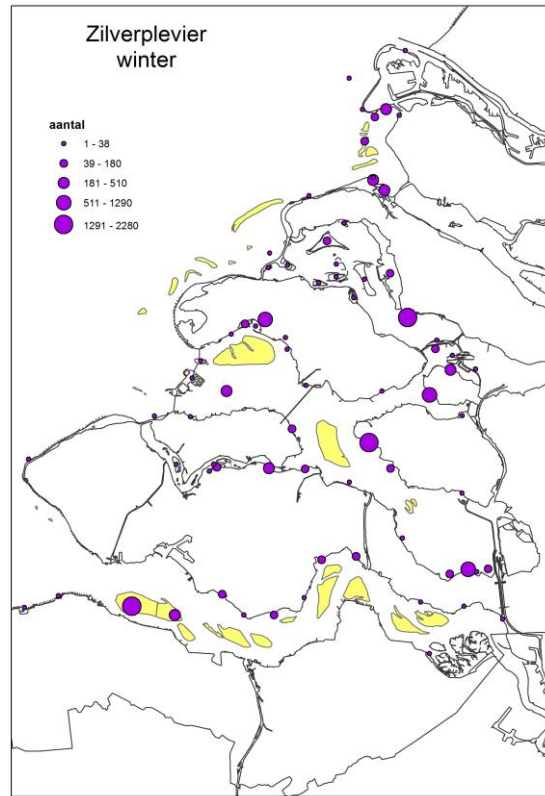 Zilverplevier
winter
aantal
1 - 38
39 - 180
181 - 510
511 - 1290
1291 - 2280